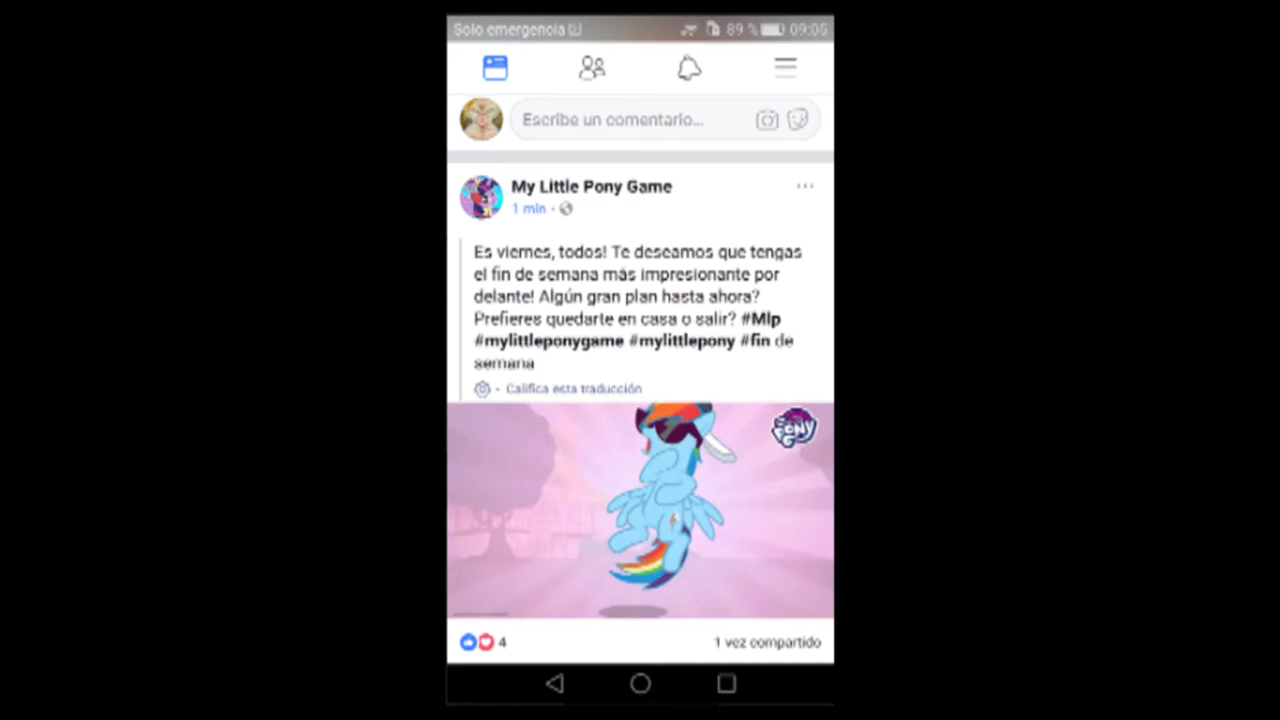 Solo emergencia 89 % 09:05
Escribe un comentario...
My Little Pony Game
1 min ·
Es viernes, todos! Te deseamos que tengas
el fin de semana más impresionante por
delante! Algún gran plan hasta ahora?
Prefieres quedarte en casa o salir? #Mlp
#mylittleponygame #mylittlepony #fin de
semana
· Califica esta traducción
PONY
4 1 vez compartido